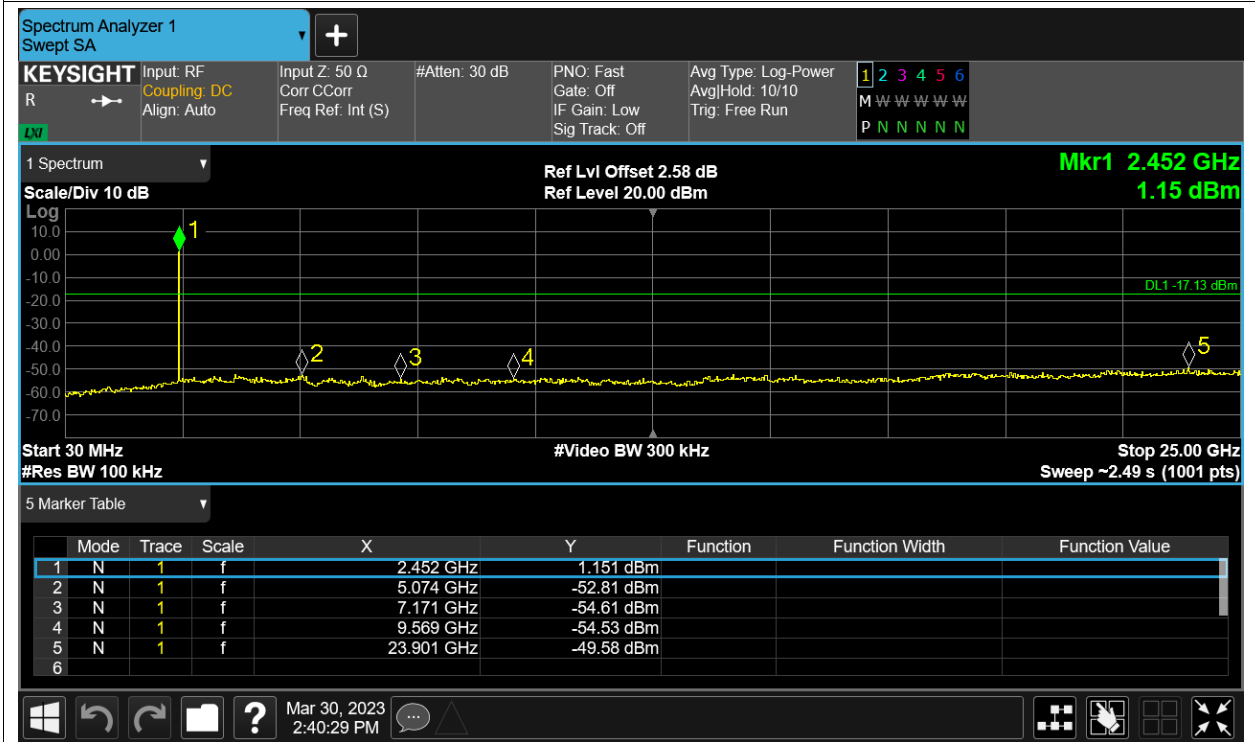 Spectrum Analyzer 1
Swept SA
+
KEYSIGHT Input: RF Input Z: 50 Ω #Atten: 30 dB PNO: Fast Avg Type: Log-Power 1 2 3 4 5 6
R Coupling: DC Corr CCorr Gate: Off Avg|Hold: 10/10 M W W W W W
Align: Auto Freq Ref: Int (S) IF Gain: Low Trig: Free Run P N N N N N
LXI Sig Track: Off
1 Spectrum Ref Lvl Offset 2.58 dB Mkr1 2.452 GHz
Scale/Div 10 dB Ref Level 20.00 dBm 1.15 dBm
Log
10.0 1
0.00
-10.0
DL1 -17.13 dBm
-20.0
-30.0
-40.0 2 3 4 5
-50.0
-60.0
-70.0
Start 30 MHz #Video BW 300 kHz Stop 25.00 GHz
#Res BW 100 kHz Sweep ~2.49 s (1001 pts)
5 Marker Table
Mode Trace Scale X Y Function Function Width Function Value
1 N 1 f 2.452 GHz 1.151 dBm
2 N 1 f 5.074 GHz -52.81 dBm
3 N 1 f 7.171 GHz -54.61 dBm
4 N 1 f 9.569 GHz -54.53 dBm
5 N 1 f 23.901 GHz -49.58 dBm
6
? Mar 30, 2023
2:40:29 PM